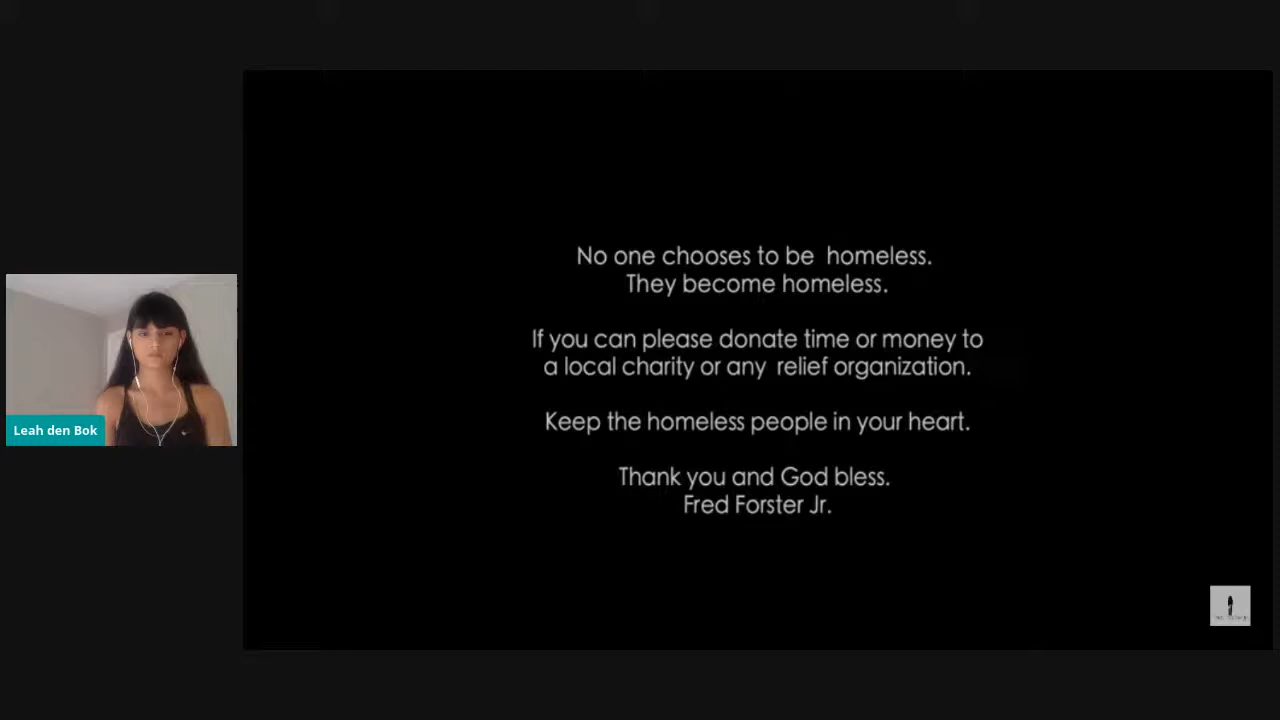 No one chooses to be homeless.
They become homeless.
If you can please donate time or money to
a local charity or any relief organization.
Keep the homeless people in your heart.
Thank you and God bless.
Fred Forster Jr.
Leah den Bok